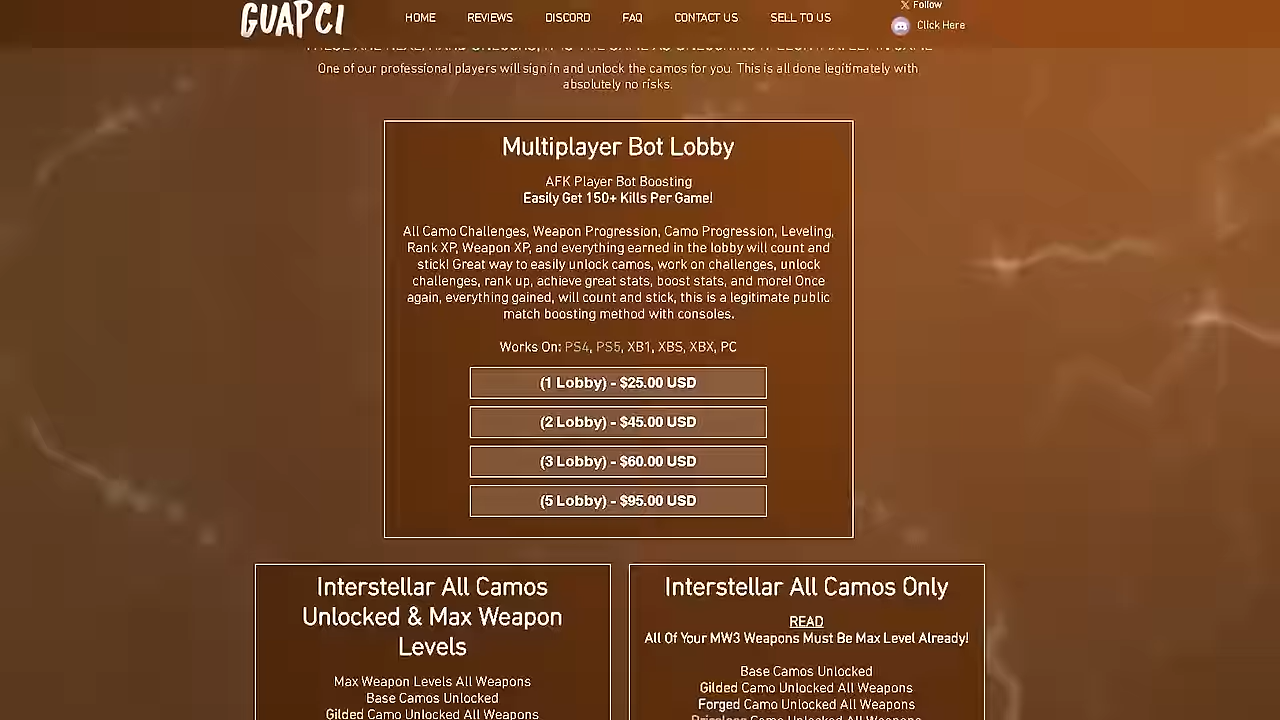 GUAPCI
HOME REVIEWS DISCORD FAQ CONTACT US SELL TO US
X Follow
Click Here
One of our professional players will sign in and unlock the camos for you. This is all done legitimately with
absolutely no risks.
Multiplayer Bot Lobby
AFK Player Bot Boosting
Easily Get 150+ Kills Per Game!
All Camo Challenges, Weapon Progression, Camo Progression, Leveling,
Rank XP, Weapon XP, and everything earned in the lobby will count and
stick! Great way to easily unlock camos, work on challenges, unlock
challenges, rank up, achieve great stats, boost stats, and more! Once
again, everything gained, will count and stick, this is a legitimate public
match boosting method with consoles.
Works On: PS4, PS5, XB1, XBS, XBX, PC
(1 Lobby) - $25.00 USD
(2 Lobby) - $45.00 USD
(3 Lobby) - $60.00 USD
(5 Lobby) - $95.00 USD
Interstellar All Camos
Unlocked & Max Weapon
Levels
Max Weapon Levels All Weapons
Base Camos Unlocked
Gilded Camo Unlocked All Weapons
Interstellar All Camos Only
READ
All Of Your MW3 Weapons Must Be Max Level Already!
Base Camos Unlocked
Gilded Camo Unlocked All Weapons
Forged Camo Unlocked All Weapons
Priceless Camo Unlocked All Weapons